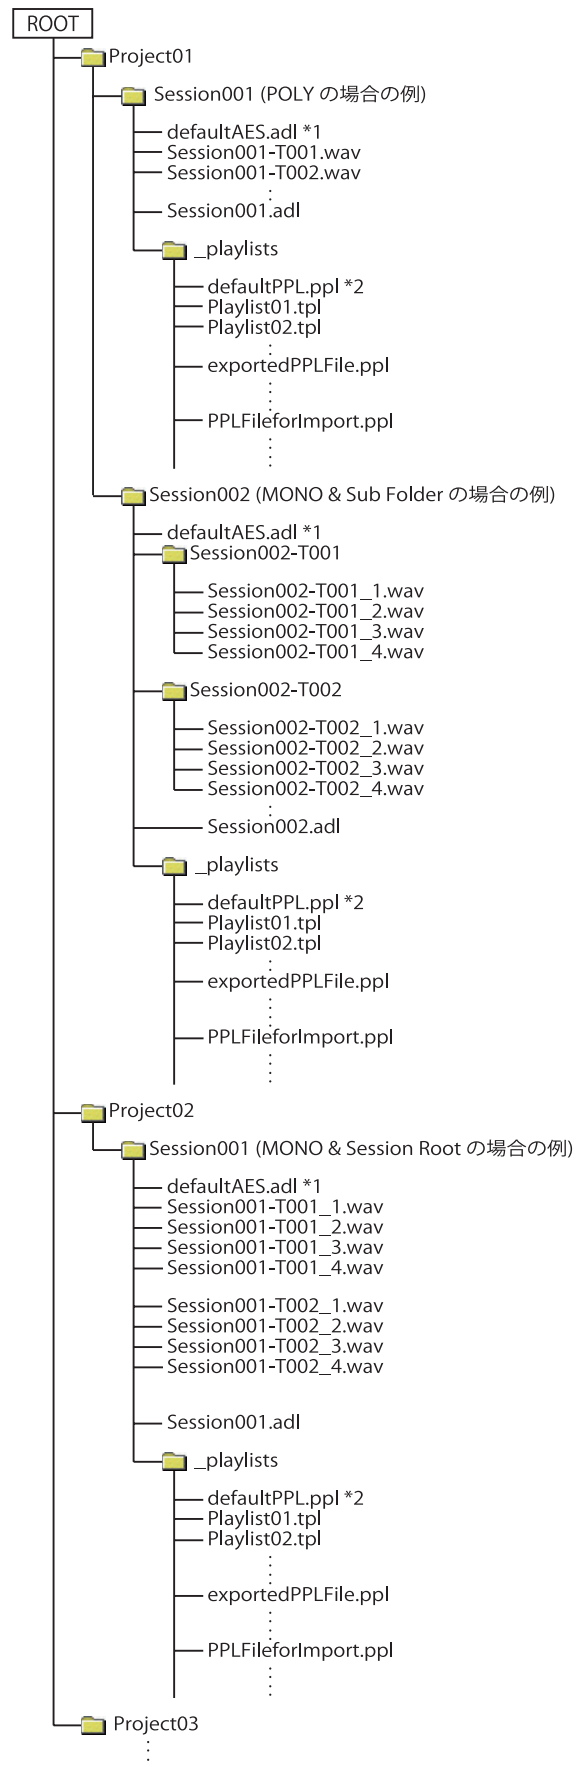 ROOT
Project01
Session001 (POLY の場合の例)
defaultAES.adl *1
Session001-T001.wav
Session001-T002.wav
Session001.adl
_playlists
defaultPPL.ppl *2
Playlist01.tpl
Playlist02.tpl
exportedPPLFile.ppl
PPLFileforImport.ppl
Session002 (MONO & Sub Folder の場合の例)
defaultAES.adl *1
Session002-T001
Session002-T001_1.wav
Session002-T001_2.wav
Session002-T001_3.wav
Session002-T001_4.wav
Session002-T002
Session002-T002_1.wav
Session002-T002_2.wav
Session002-T002_3.wav
Session002-T002_4.wav
Session002.adl
_playlists
defaultPPL.ppl *2
Playlist01.tpl
Playlist02.tpl
exportedPPLFile.ppl
PPLFileforImport.ppl
Project02
Session001 (MONO & Session Root の場合の例)
defaultAES.adl *1
Session001-T001_1.wav
Session001-T001_2.wav
Session001-T001_3.wav
Session001-T001_4.wav
Session001-T002_1.wav
Session001-T002_2.wav
Session001-T002_3.wav
Session001-T002_4.wav
Session001.adl
_playlists
defaultPPL.ppl *2
Playlist01.tpl
Playlist02.tpl
exportedPPLFile.ppl
PPLFileforImport.ppl
Project03